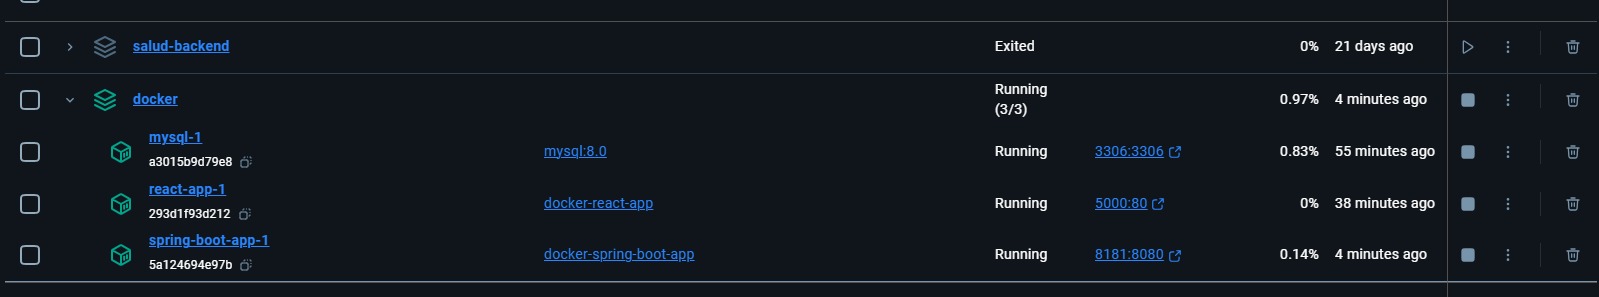 salud-backend Exited 0% 21 days ago
docker Running (3/3) 0.97% 4 minutes ago
mysql-1
a3015b9d79e8 mysql:8.0 Running 3306:3306 0.83% 55 minutes ago
react-app-1
293d1f93d212 docker-react-app Running 5000:80 0% 38 minutes ago
spring-boot-app-1
5a124694e97b docker-spring-boot-app Running 8181:8080 0.14% 4 minutes ago